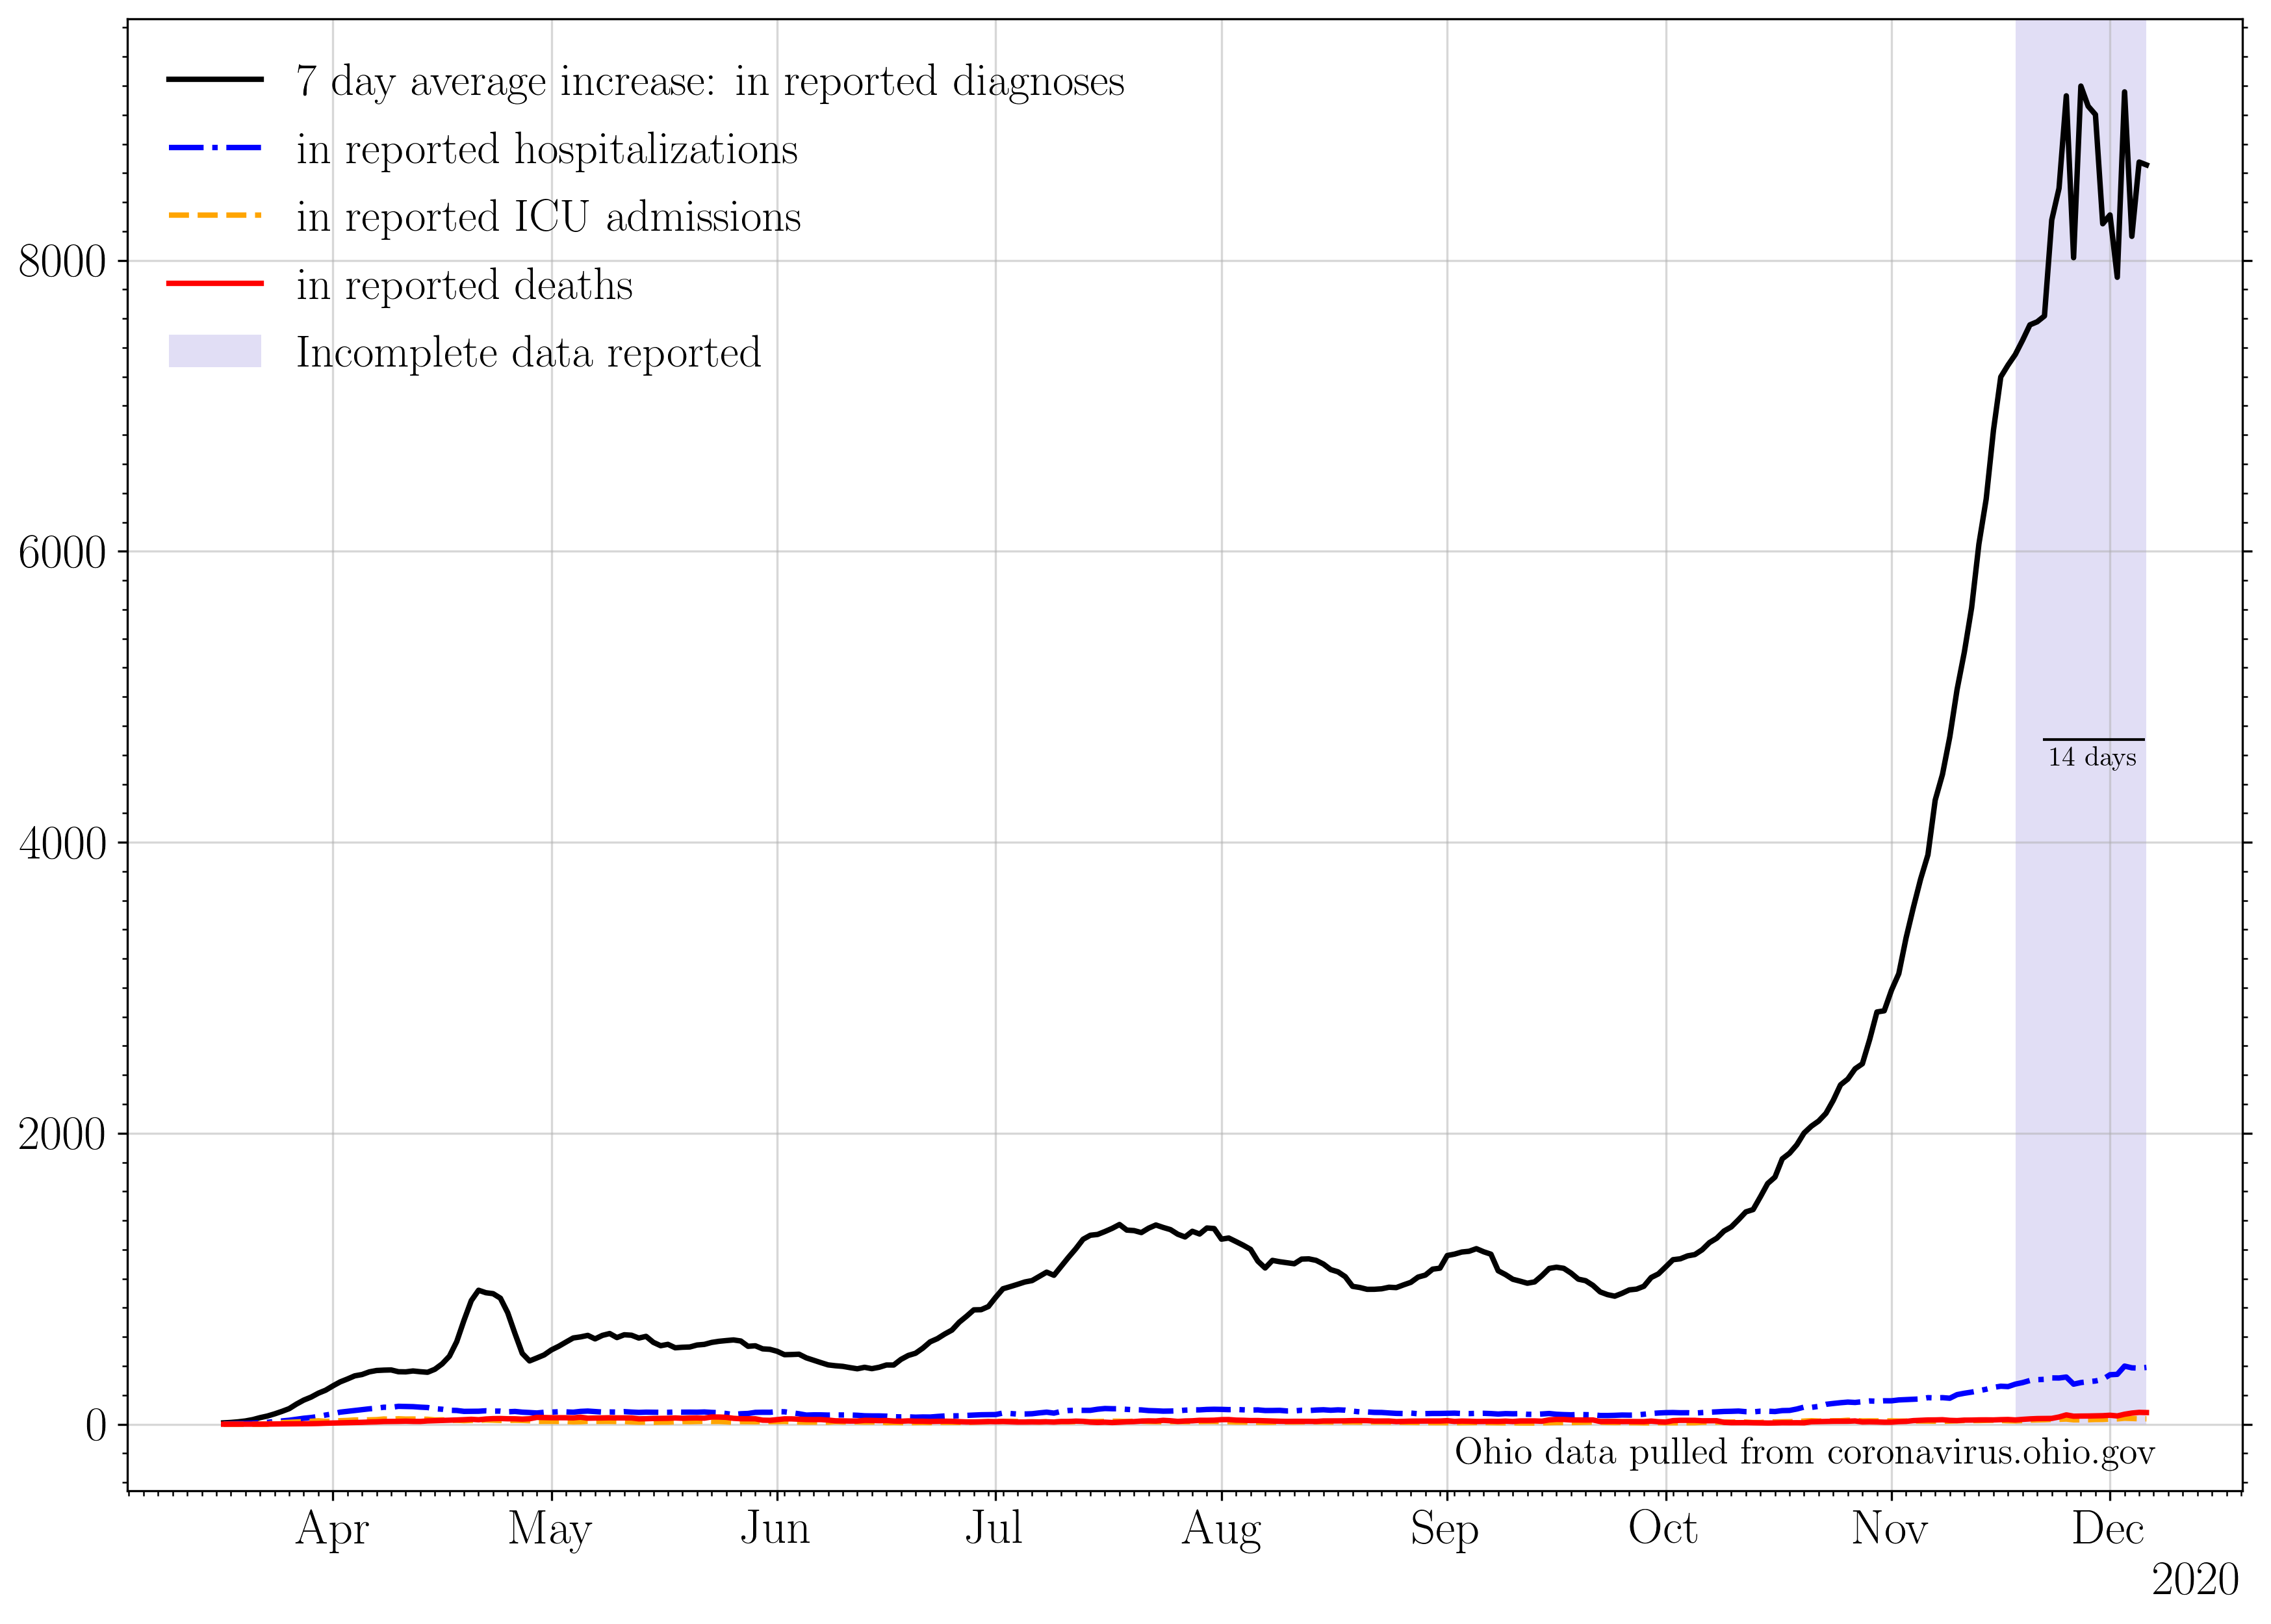 7 day average increase: in reported diagnoses
in reported hospitalizations
in reported ICU admissions
in reported deaths
Incomplete data reported
8000
6000
4000
2000
0
14 days
Ohio data pulled from coronavirus.ohio.gov
Apr May Jun Jul Aug Sep Oct Nov Dec
2020